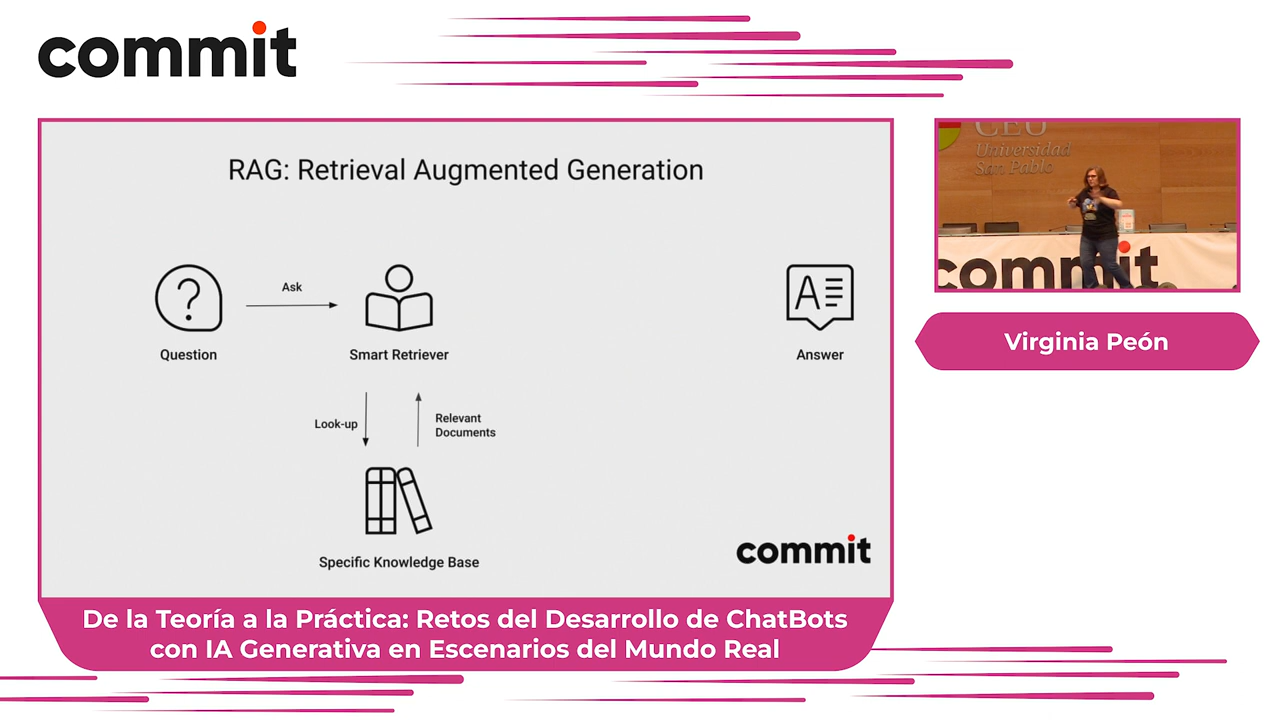 commit
RAG: Retrieval Augmented Generation
Ask
Question
Smart Retriever
Answer
Look-up
Relevant
Documents
Specific Knowledge Base
commit
De la Teoría a la Práctica: Retos del Desarrollo de ChatBots
con IA Generativa en Escenarios del Mundo Real
CEU
Universidad
San Pablo
commit
Virginia Peón